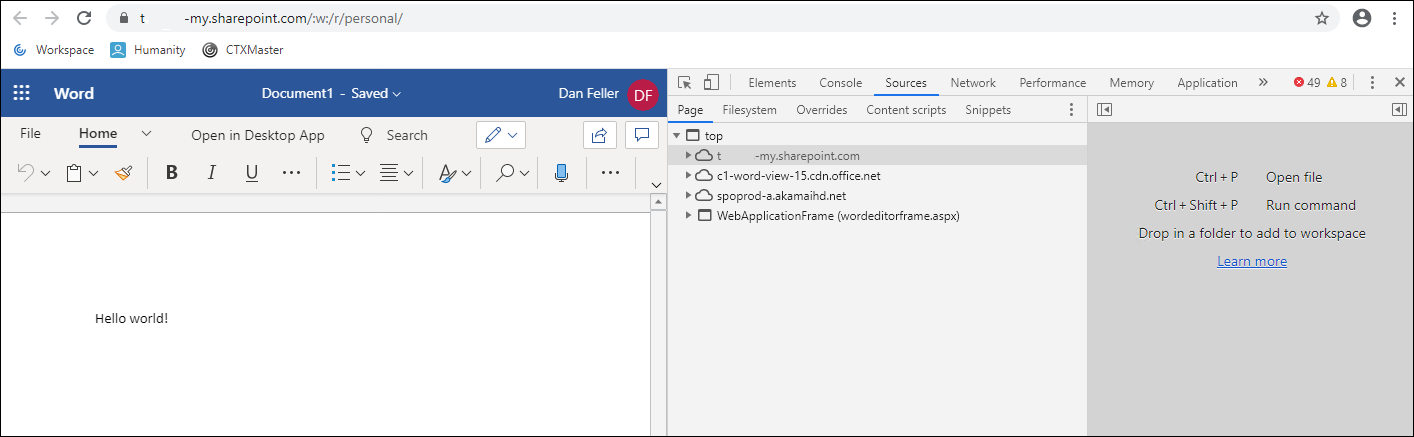 t -my.sharepoint.com/:w:/r/personal/
Workspace Humanity CTXMaster
Word Document1 - Saved Dan Feller DF
File Home Open in Desktop App Search
B I U ... ...
Hello world!
Elements Console Sources Network Performance Memory Application » 49 8
Page Filesystem Overrides Content scripts Snippets
top
t -my.sharepoint.com
c1-word-view-15.cdn.office.net
spoprod-a.akamaihd.net
WebApplicationFrame (wordeditorframe.aspx)
Ctrl + P Open file
Ctrl + Shift + P Run command
Drop in a folder to add to workspace
Learn more